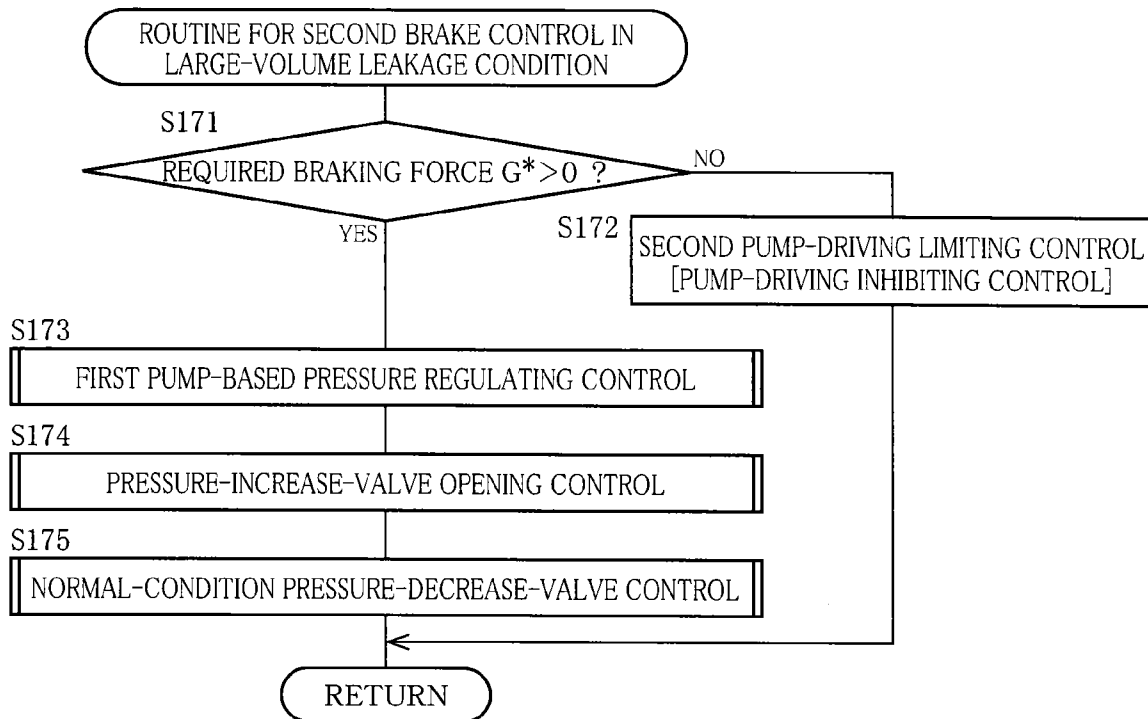 ROUTINE FOR SECOND BRAKE CONTROL IN
LARGE-VOLUME LEAKAGE CONDITION
S171
REQUIRED BRAKING FORCE G*>0 ?
NO
YES
S172
SECOND PUMP-DRIVING LIMITING CONTROL
[PUMP-DRIVING INHIBITING CONTROL]
S173
FIRST PUMP-BASED PRESSURE REGULATING CONTROL
S174
PRESSURE-INCREASE-VALVE OPENING CONTROL
S175
NORMAL-CONDITION PRESSURE-DECREASE-VALVE CONTROL
RETURN